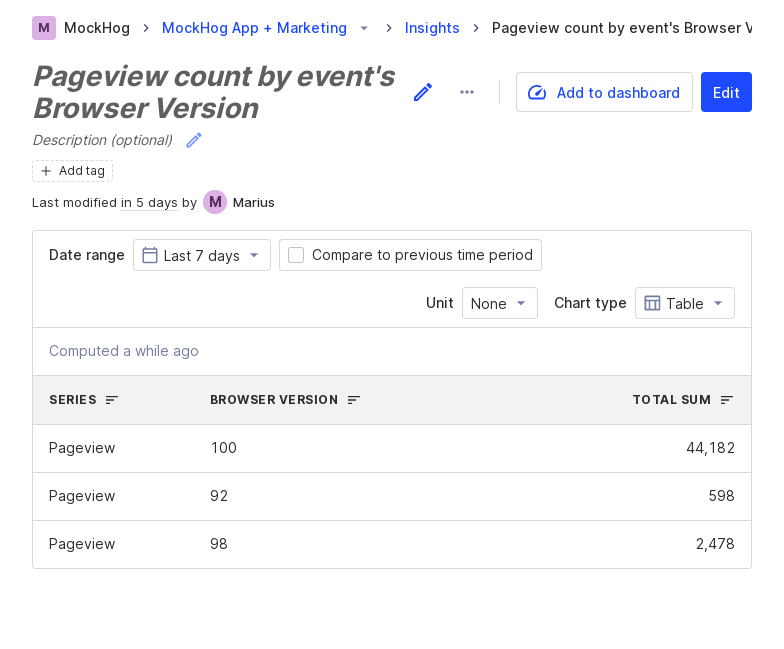 M MockHog MockHog App + Marketing Insights Pageview count by event's Browser V
Pageview count by event's
Browser Version
Add to dashboard Edit
Description (optional)
Add tag
Last modified in 5 days by M Marius
Date range Last 7 days Compare to previous time period
Unit None Chart type Table
Computed a while ago
SERIES BROWSER VERSION TOTAL SUM
Pageview 100 44,182
Pageview 92 598
Pageview 98 2,478